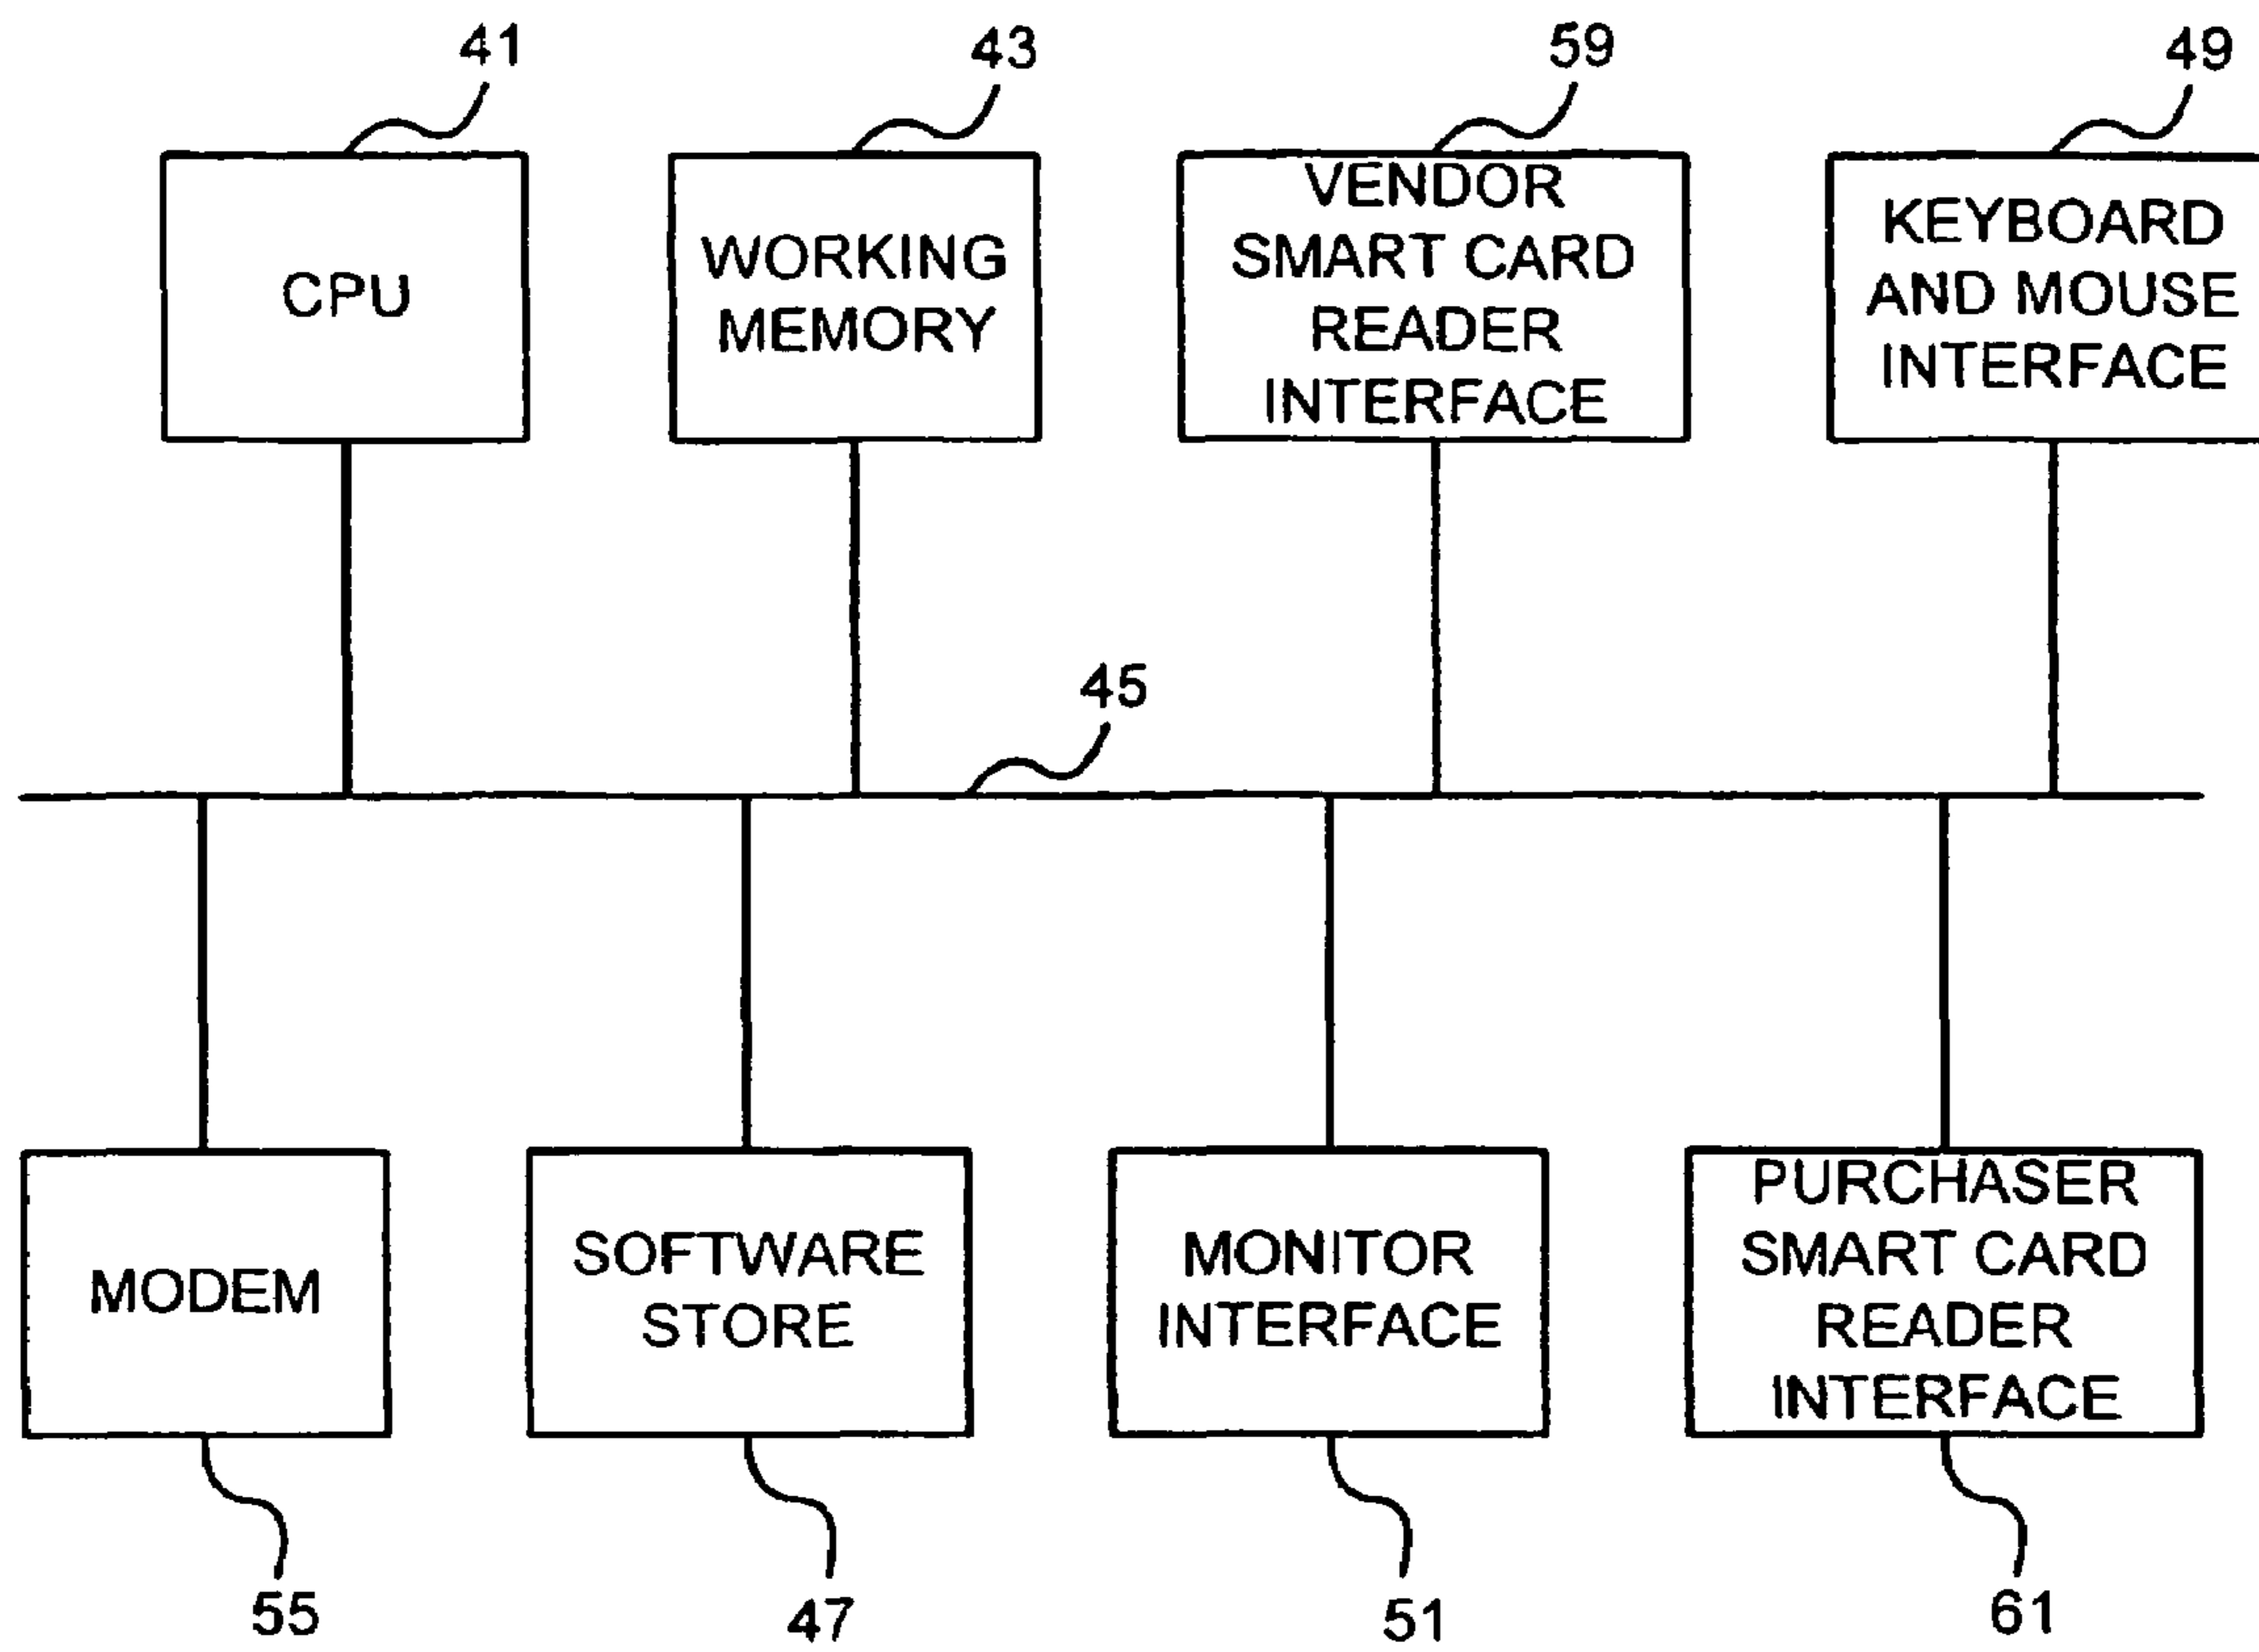 41
43
59
49
CPU
WORKING
MEMORY
VENDOR
SMART CARD
READER
INTERFACE
KEYBOARD
AND MOUSE
INTERFACE
45
MODEM
SOFTWARE
STORE
MONITOR
INTERFACE
PURCHASER
SMART CARD
READER
INTERFACE
55
47
51
61